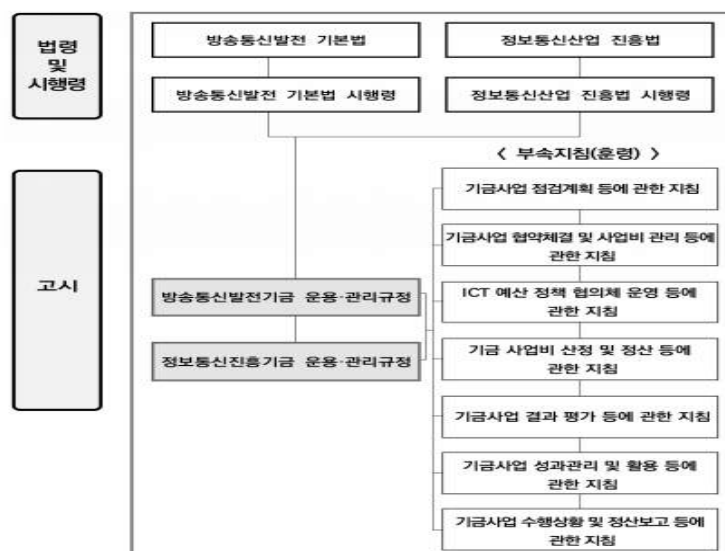 법령
및
시행령
방송통신발전 기본법
정보통신산업 진흥법
방송통신발전 기본법 시행령
정보통신산업 진흥법 시행령
< 부속지침(훈령) >
고시
방송통신발전기금 운용·관리규정
정보통신진흥기금 운용·관리규정
기금사업 점검계획 등에 관한 지침
기금사업 협약체결 및 사업비 관리 등에
관한 지침
ICT 예산 정책 협의체 운영 등에
관한 지침
기금 사업비 산정 및 정산 등에
관한 지침
기금사업 결과 평가 등에 관한 지침
기금사업 성과관리 및 활용 등에
관한 지침
기금사업 수행상황 및 정산보고 등에
관한 지침